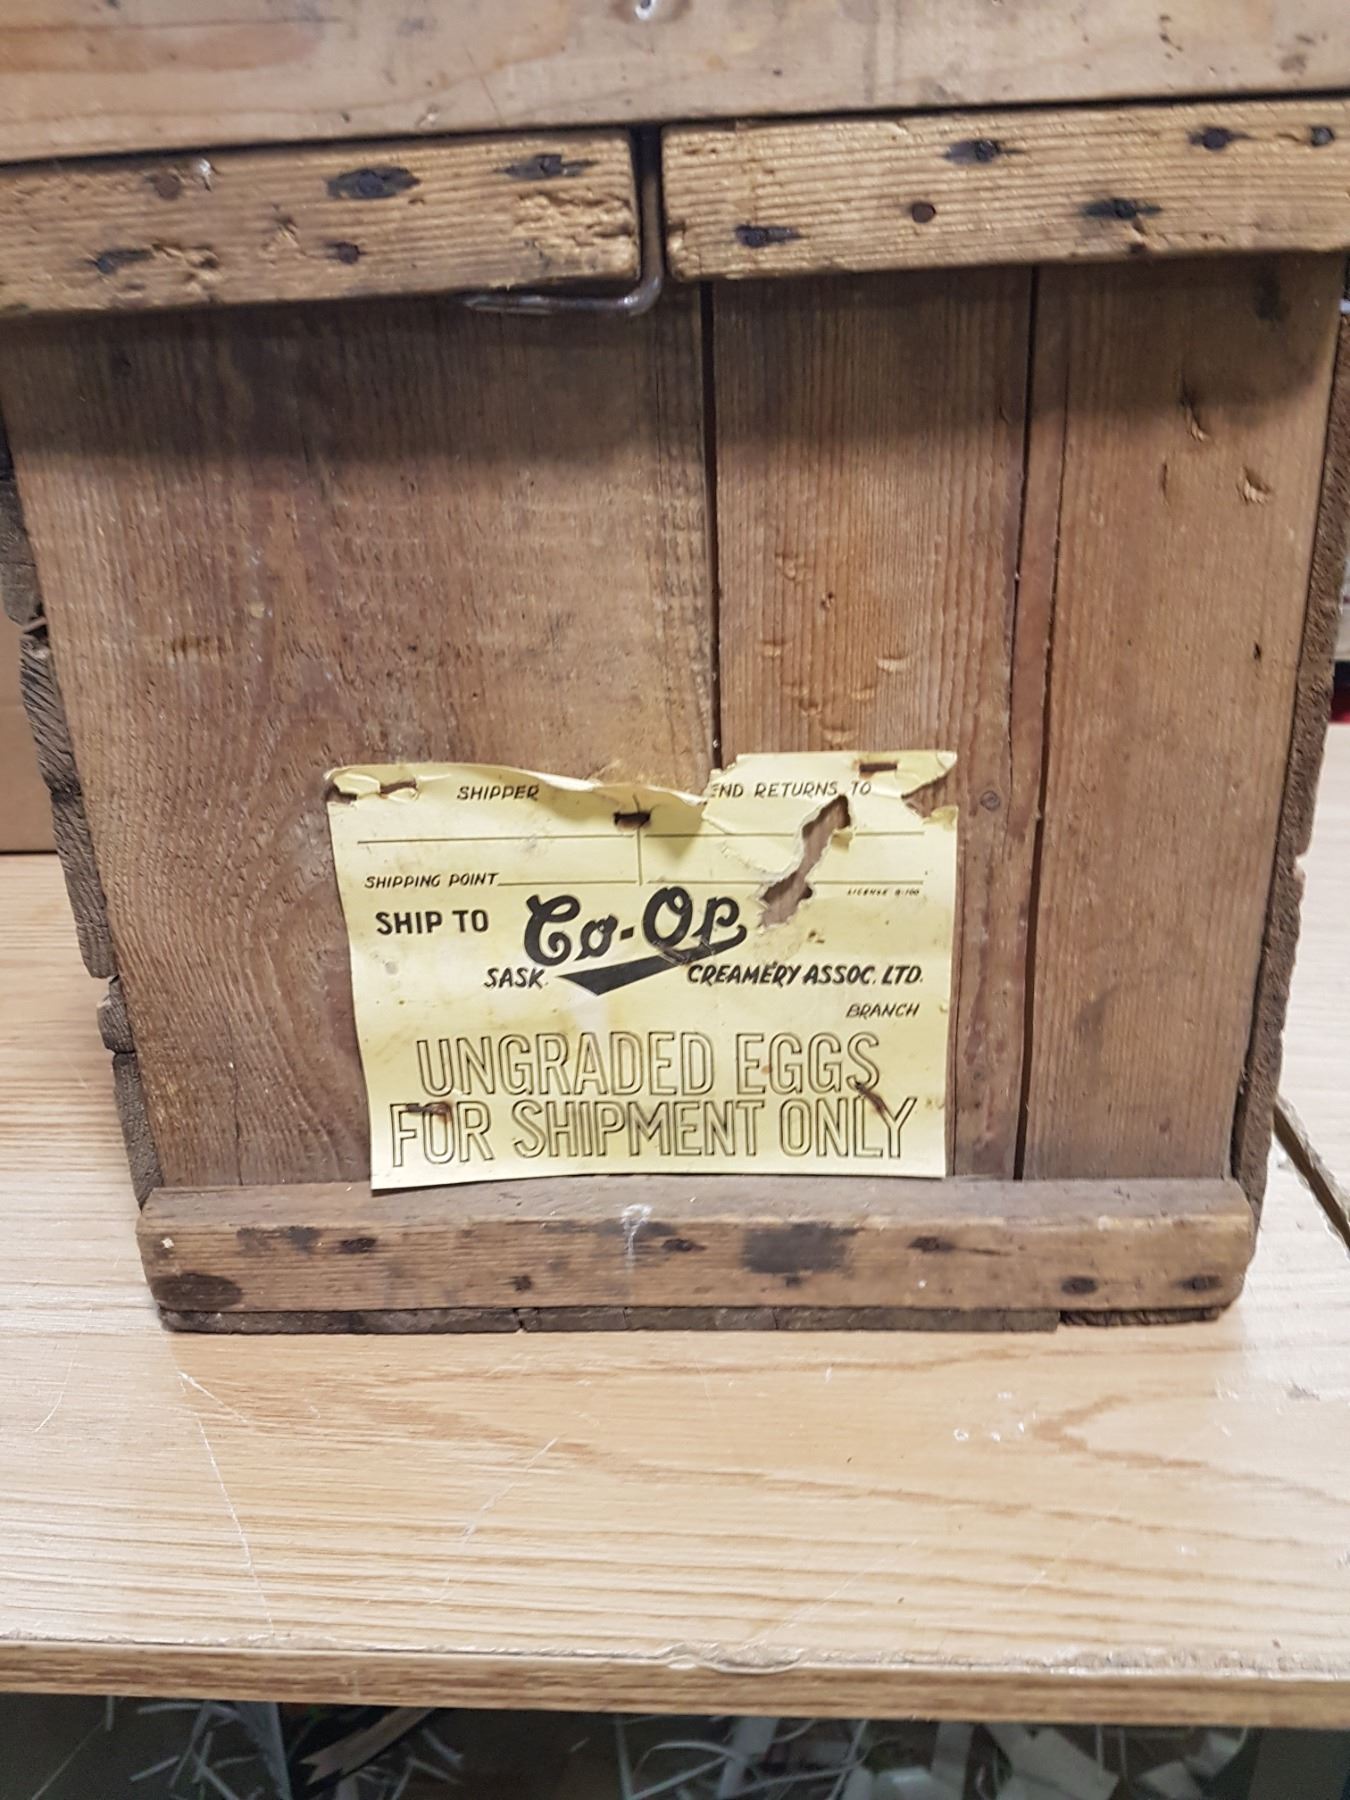 SHIPPER END RETURNS TO
SHIPPING POINT
LICENSE
SHIP TO Co-Op
SASK. CREAMERY ASSOC. LTD.
BRANCH
UNGRADED EGGS
FOR SHIPMENT ONLY